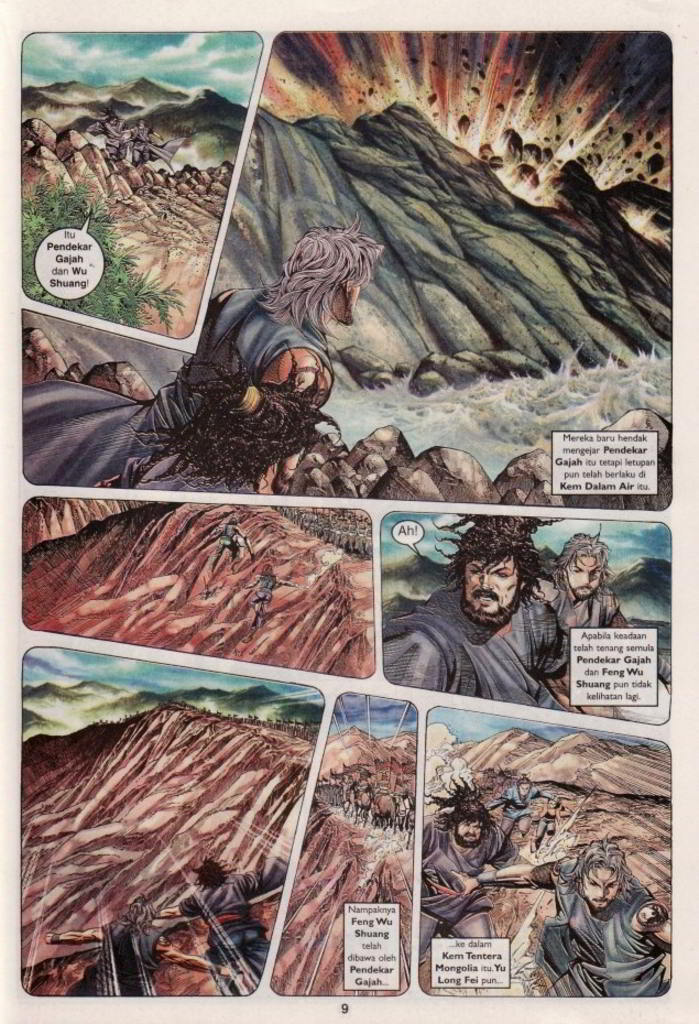 Itu
Pendekar
Gajah
dan Wu
Shuang!
Mereka baru hendak
mengejar Pendekar
Gajah itu tetapi letupan
pun telah berlaku di
Kem Dalam Air itu.
Ah!
Apabila keadaan
telah tenang semula
Pendekar Gajah
dan Feng Wu
Shuang pun tidak
kelihatan lagi.
Nampaknya
Feng Wu
Shuang
telah
dibawa oleh
Pendekar
Gajah...
...ke dalam
Kem Tentera
Mongolia itu. Yu
Long Fei pun...
9